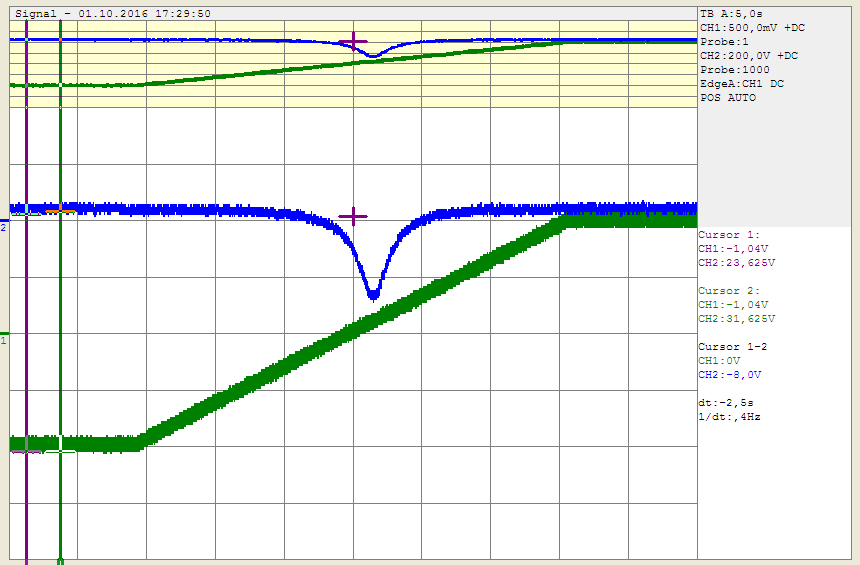 Signal - 01.10.2016 17:29:50
TB A:5,0s
CH1:500,0mV +DC
Probe:1
CH2:200,0V +DC
Probe:1000
EdgeA:CH1 DC
POS AUTO
2
1
Cursor 1:
CH1:-1,04V
CH2:23,625V
Cursor 2:
CH1:-1,04V
CH2:31,625V
Cursor 1-2
CH1:0V
CH2:-8,0V
dt:-2,5s
1/dt:,4Hz